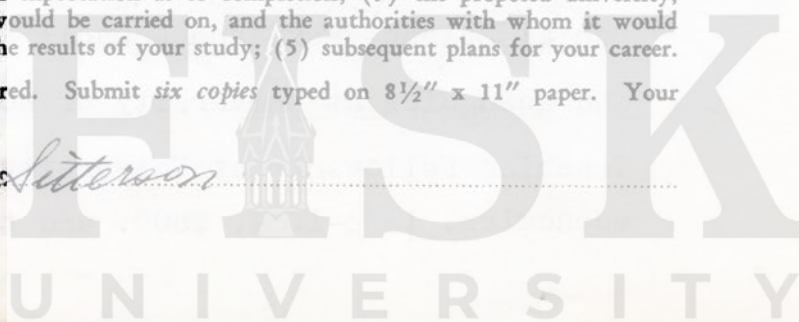 would be carried on, and the authorities with whom it would
he results of your study; (5) subsequent plans for your career.
red. Submit six copies typed on 8½" x 11" paper. Your
Sitterson
FISK
UNIVERSITY